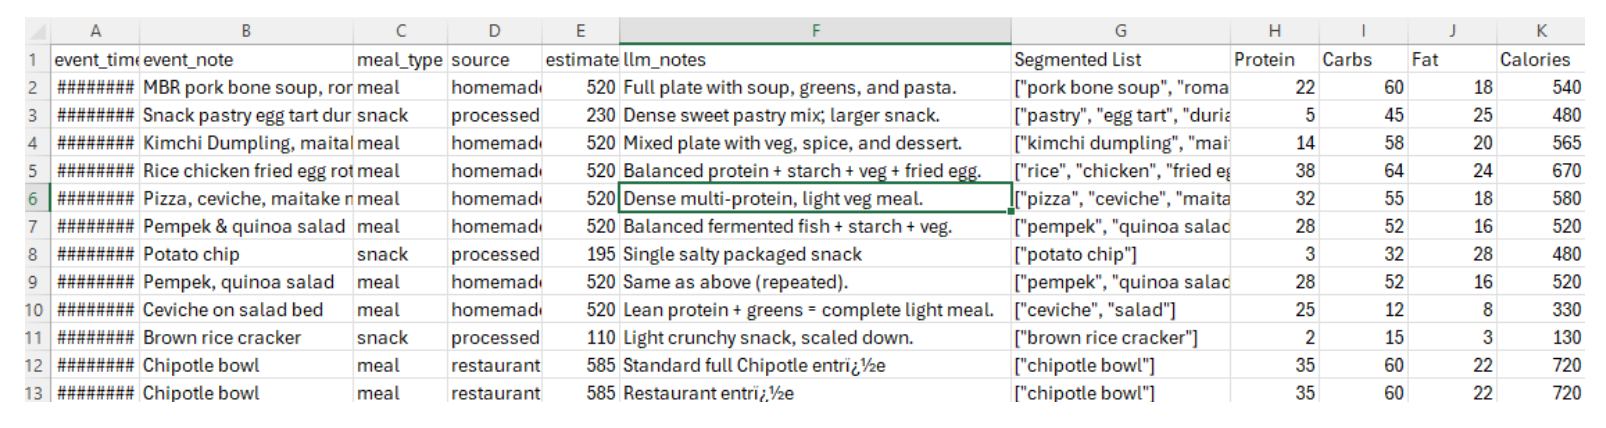 A B C D E F G H I J K
1 event_time event_note meal_type source estimate llm_notes Segmented List Protein Carbs Fat Calories
2 ######## MBR pork bone soup, ror meal homemade 520 Full plate with soup, greens, and pasta. ["pork bone soup", "roma 22 60 18 540
3 ######## Snack pastry egg tart dur snack processed 230 Dense sweet pastry mix; larger snack. ["pastry", "egg tart", "duria 5 45 25 480
4 ######## Kimchi Dumpling, maital meal homemade 520 Mixed plate with veg, spice, and dessert. ["kimchi dumpling", "mai 14 58 20 565
5 ######## Rice chicken fried egg rot meal homemade 520 Balanced protein + starch + veg + fried egg. ["rice", "chicken", "fried eg 38 64 24 670
6 ######## Pizza, ceviche, maitake meal homemade 520 Dense multi-protein, light veg meal. ["pizza", "ceviche", "maita 32 55 18 580
7 ######## Pempek & quinoa salad meal homemade 520 Balanced fermented fish + starch + veg. ["pempek", "quinoa salad 28 52 16 520
8 ######## Potato chip snack processed 195 Single salty packaged snack ["potato chip"] 3 32 28 480
9 ######## Pempek, quinoa salad meal homemade 520 Same as above (repeated). ["pempek", "quinoa salad 28 52 16 520
10 ######## Ceviche on salad bed meal homemade 520 Lean protein + greens = complete light meal. ["ceviche", "salad"] 25 12 8 330
11 ######## Brown rice cracker snack processed 110 Light crunchy snack, scaled down. ["brown rice cracker"] 2 15 3 130
12 ######## Chipotle bowl meal restaurant 585 Standard full Chipotle entrï¿½e ["chipotle bowl"] 35 60 22 720
13 ######## Chipotle bowl meal restaurant 585 Restaurant entrï¿½e ["chipotle bowl"] 35 60 22 720